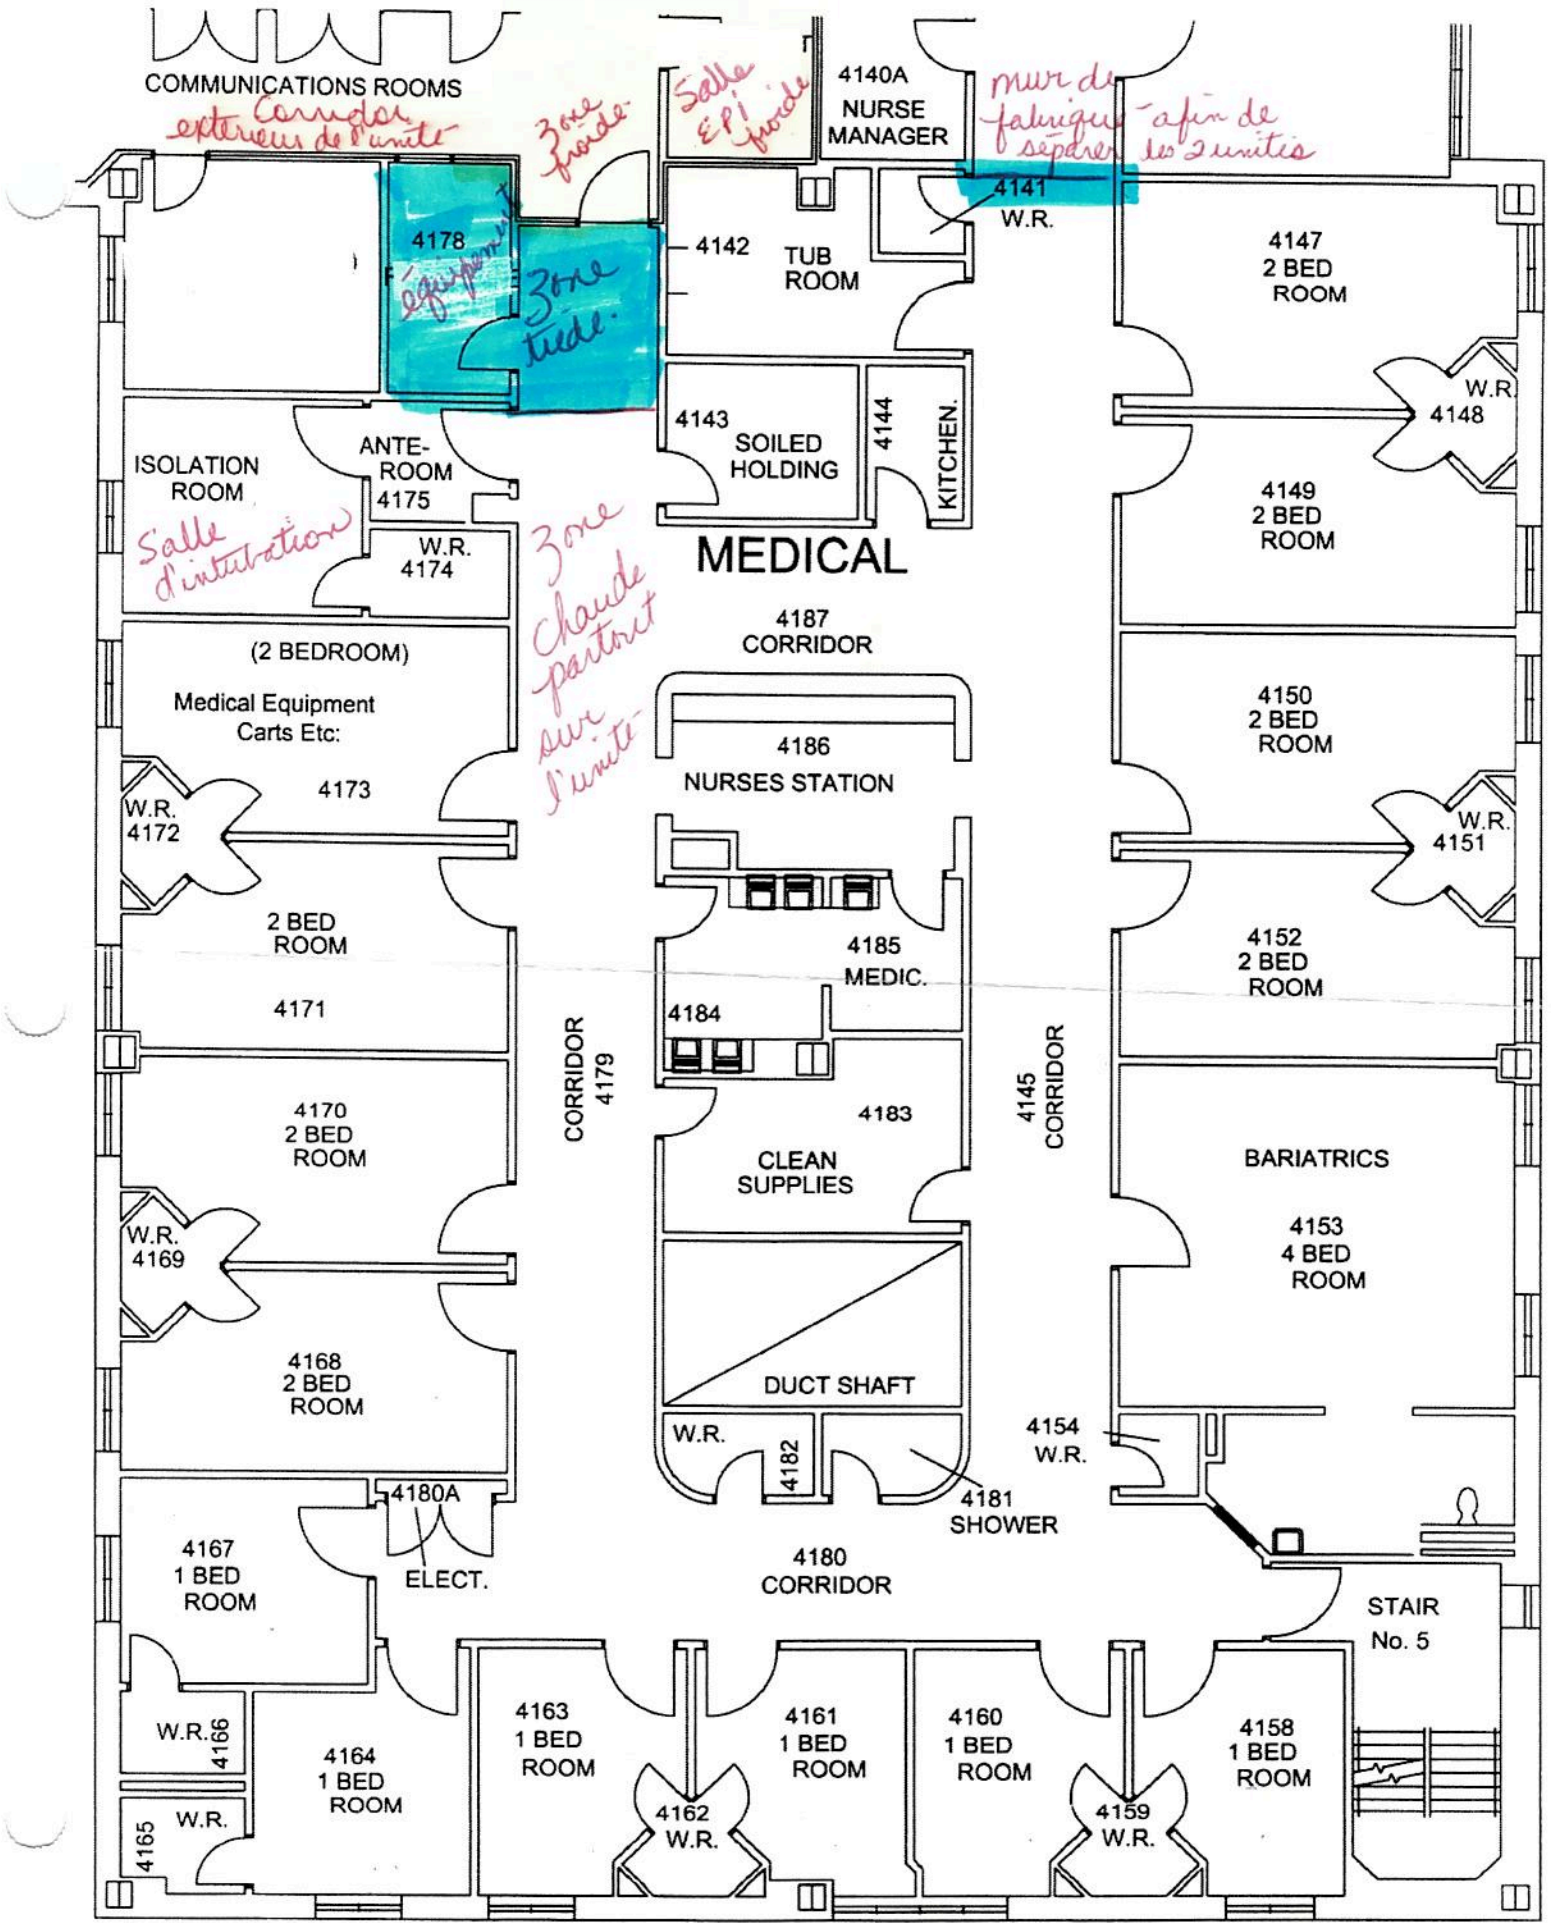 COMMUNICATIONS ROOMS
Corridor
extérieur de l'unité
zone
froide
Salle
ÉPI
froide
4140A
NURSE
MANAGER
mur de
fabrique - afin de
séparer les 2 unités
4178
équipement
Zone
tiède.
4142
TUB
ROOM
4141
W.R.
4147
2 BED
ROOM
W.R.
4148
ISOLATION
ROOM
Salle
d'intubation
ANTE-
ROOM
4175
W.R.
4174
4143
SOILED
HOLDING
4144
KITCHEN.
4149
2 BED
ROOM
Zone
chaude
partout
sur
l'unité
MEDICAL
4187
CORRIDOR
(2 BEDROOM)
Medical Equipment
Carts Etc:
4173
W.R.
4172
4186
NURSES STATION
4150
2 BED
ROOM
W.R.
4151
2 BED
ROOM
4171
4185
MEDIC.
4184
4152
2 BED
ROOM
CORRIDOR
4179
4145
CORRIDOR
4170
2 BED
ROOM
4183
CLEAN
SUPPLIES
BARIATRICS
4153
4 BED
ROOM
W.R.
4169
4168
2 BED
ROOM
DUCT SHAFT
W.R.
4182
4181
SHOWER
4154
W.R.
4180A
ELECT.
4167
1 BED
ROOM
4180
CORRIDOR
STAIR
No. 5
W.R.
4166
4165
W.R.
4164
1 BED
ROOM
4163
1 BED
ROOM
4162
W.R.
4161
1 BED
ROOM
4160
1 BED
ROOM
4159
W.R.
4158
1 BED
ROOM